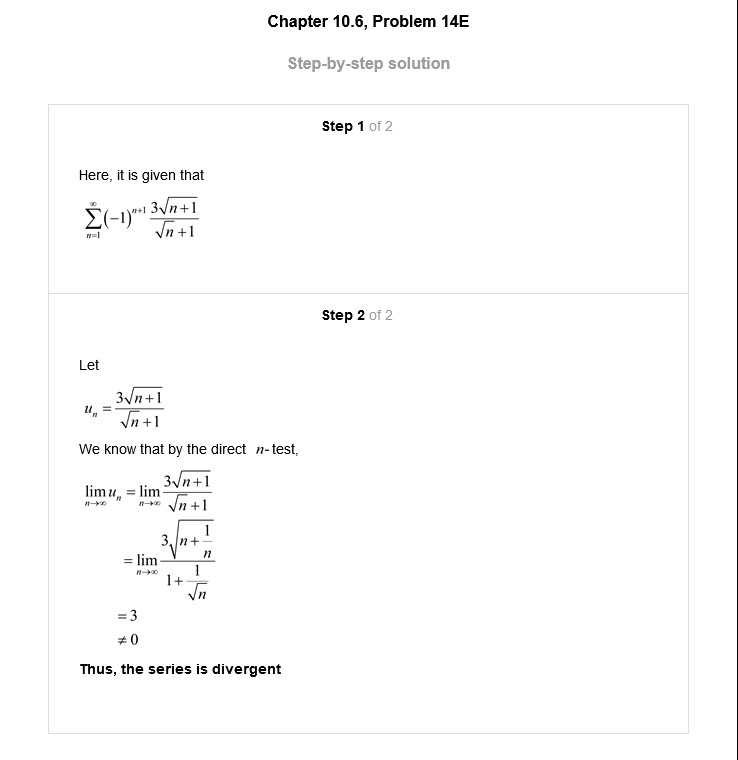 Chapter 10.6, Problem 14E
Step-by-step solution
Step 1 of 2
Here, it is given that
$\sum_{n=1}^{\infty}(-1)^{n+1}\frac{3\sqrt{n+1}}{\sqrt{n}+1}$
Step 2 of 2
Let
$u_n = \frac{3\sqrt{n+1}}{\sqrt{n}+1}$
We know that by the direct n-test,
$\lim_{n\to\infty} u_n = \lim_{n\to\infty}\frac{3\sqrt{n+1}}{\sqrt{n}+1}$
$= \lim_{n\to\infty}\frac{3\sqrt{n+\frac{1}{n}}}{1+\frac{1}{\sqrt{n}}}$
$= 3$
$\neq 0$
Thus, the series is divergent